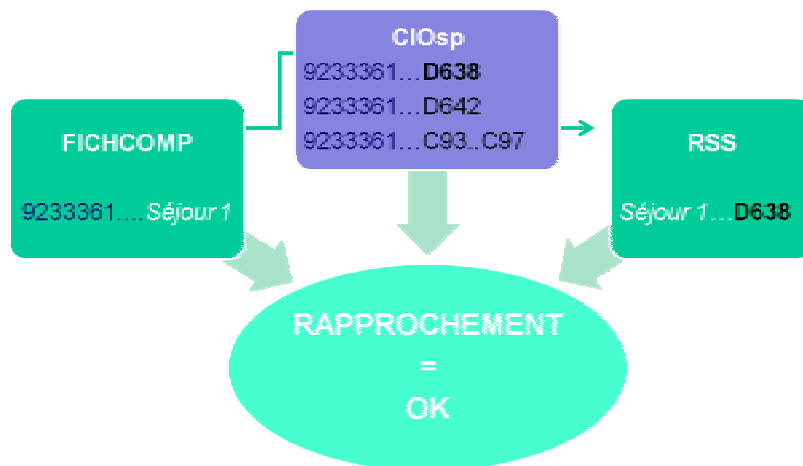 CIOsp
9233361...D638
9233361...D642
9233361...C93..C97
FICHCOMP
9233361....Séjour 1
RSS
Séjour 1...D638
RAPPROCHEMENT
=
OK